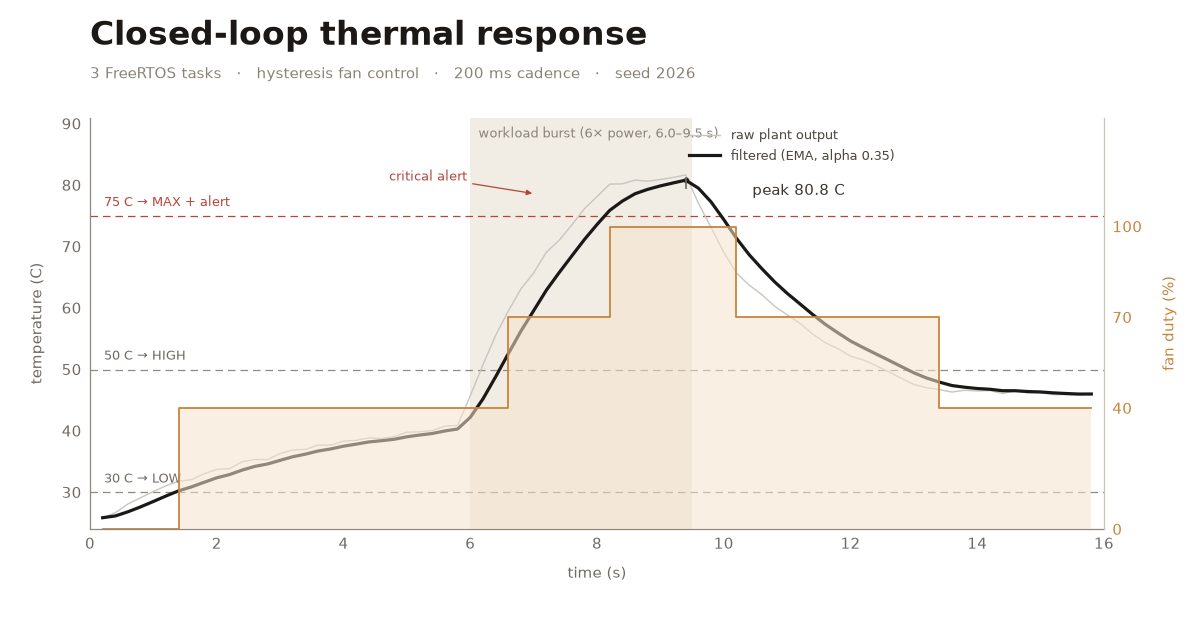 Closed-loop thermal response
3 FreeRTOS tasks · hysteresis fan control · 200 ms cadence · seed 2026
workload burst (6× power, 6.0–9.5 s)
raw plant output
filtered (EMA, alpha 0.35)
critical alert
peak 80.8 C
75 C → MAX + alert
50 C → HIGH
30 C → LOW
90
80
70
60
50
40
30
temperature (C)
100
70
40
0
fan duty (%)
0 2 4 6 8 10 12 14 16
time (s)